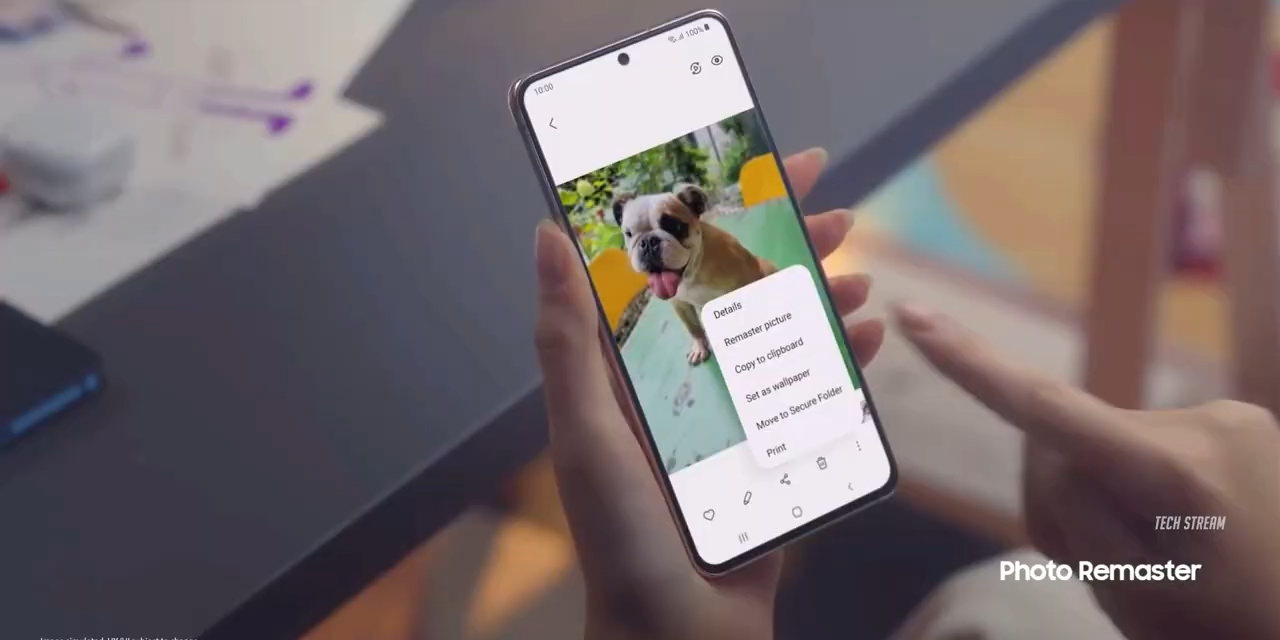 10:00
100%
Details
Remaster picture
Copy to clipboard
Set as wallpaper
Move to Secure Folder
Print
TECH STREAM
Photo Remaster